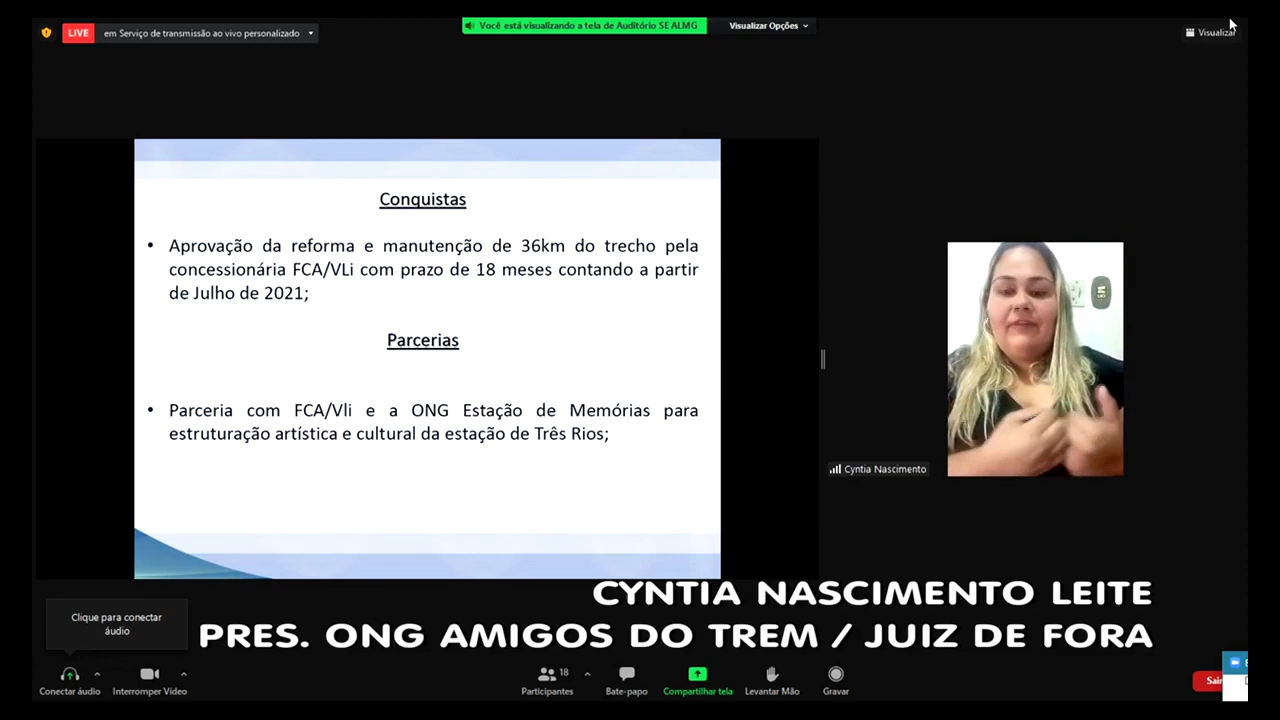 LIVE em Serviço de transmissão ao vivo personalizado
Você está visualizando a tela de Auditório SE ALMG
Visualizar Opções
Visualizar
Conquistas
• Aprovação da reforma e manutenção de 36km do trecho pela
concessionária FCA/VLi com prazo de 18 meses contando a partir
de Julho de 2021;
Parcerias
• Parceria com FCA/Vli e a ONG Estação de Memórias para
estruturação artística e cultural da estação de Três Rios;
Cyntia Nascimento
CYNTIA NASCIMENTO LEITE
PRES. ONG AMIGOS DO TREM / JUIZ DE FORA
Clique para conectar
áudio
Conectar áudio
Interromper Vídeo
18
Participantes
Bate-papo
Compartilhar tela
Levantar Mão
Gravar
Sair